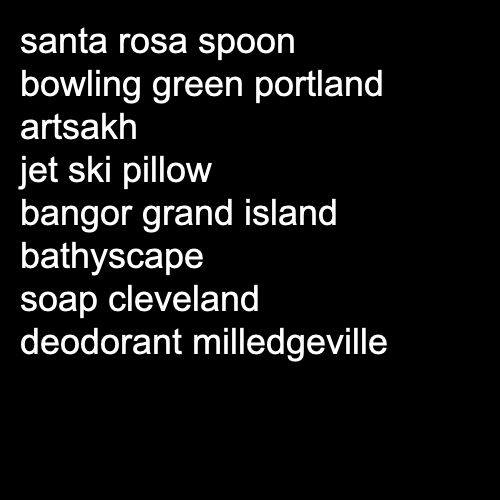 santa rosa spoon
bowling green portland
artsakh
jet ski pillow
bangor grand island
bathyscape
soap cleveland
deodorant milledgeville